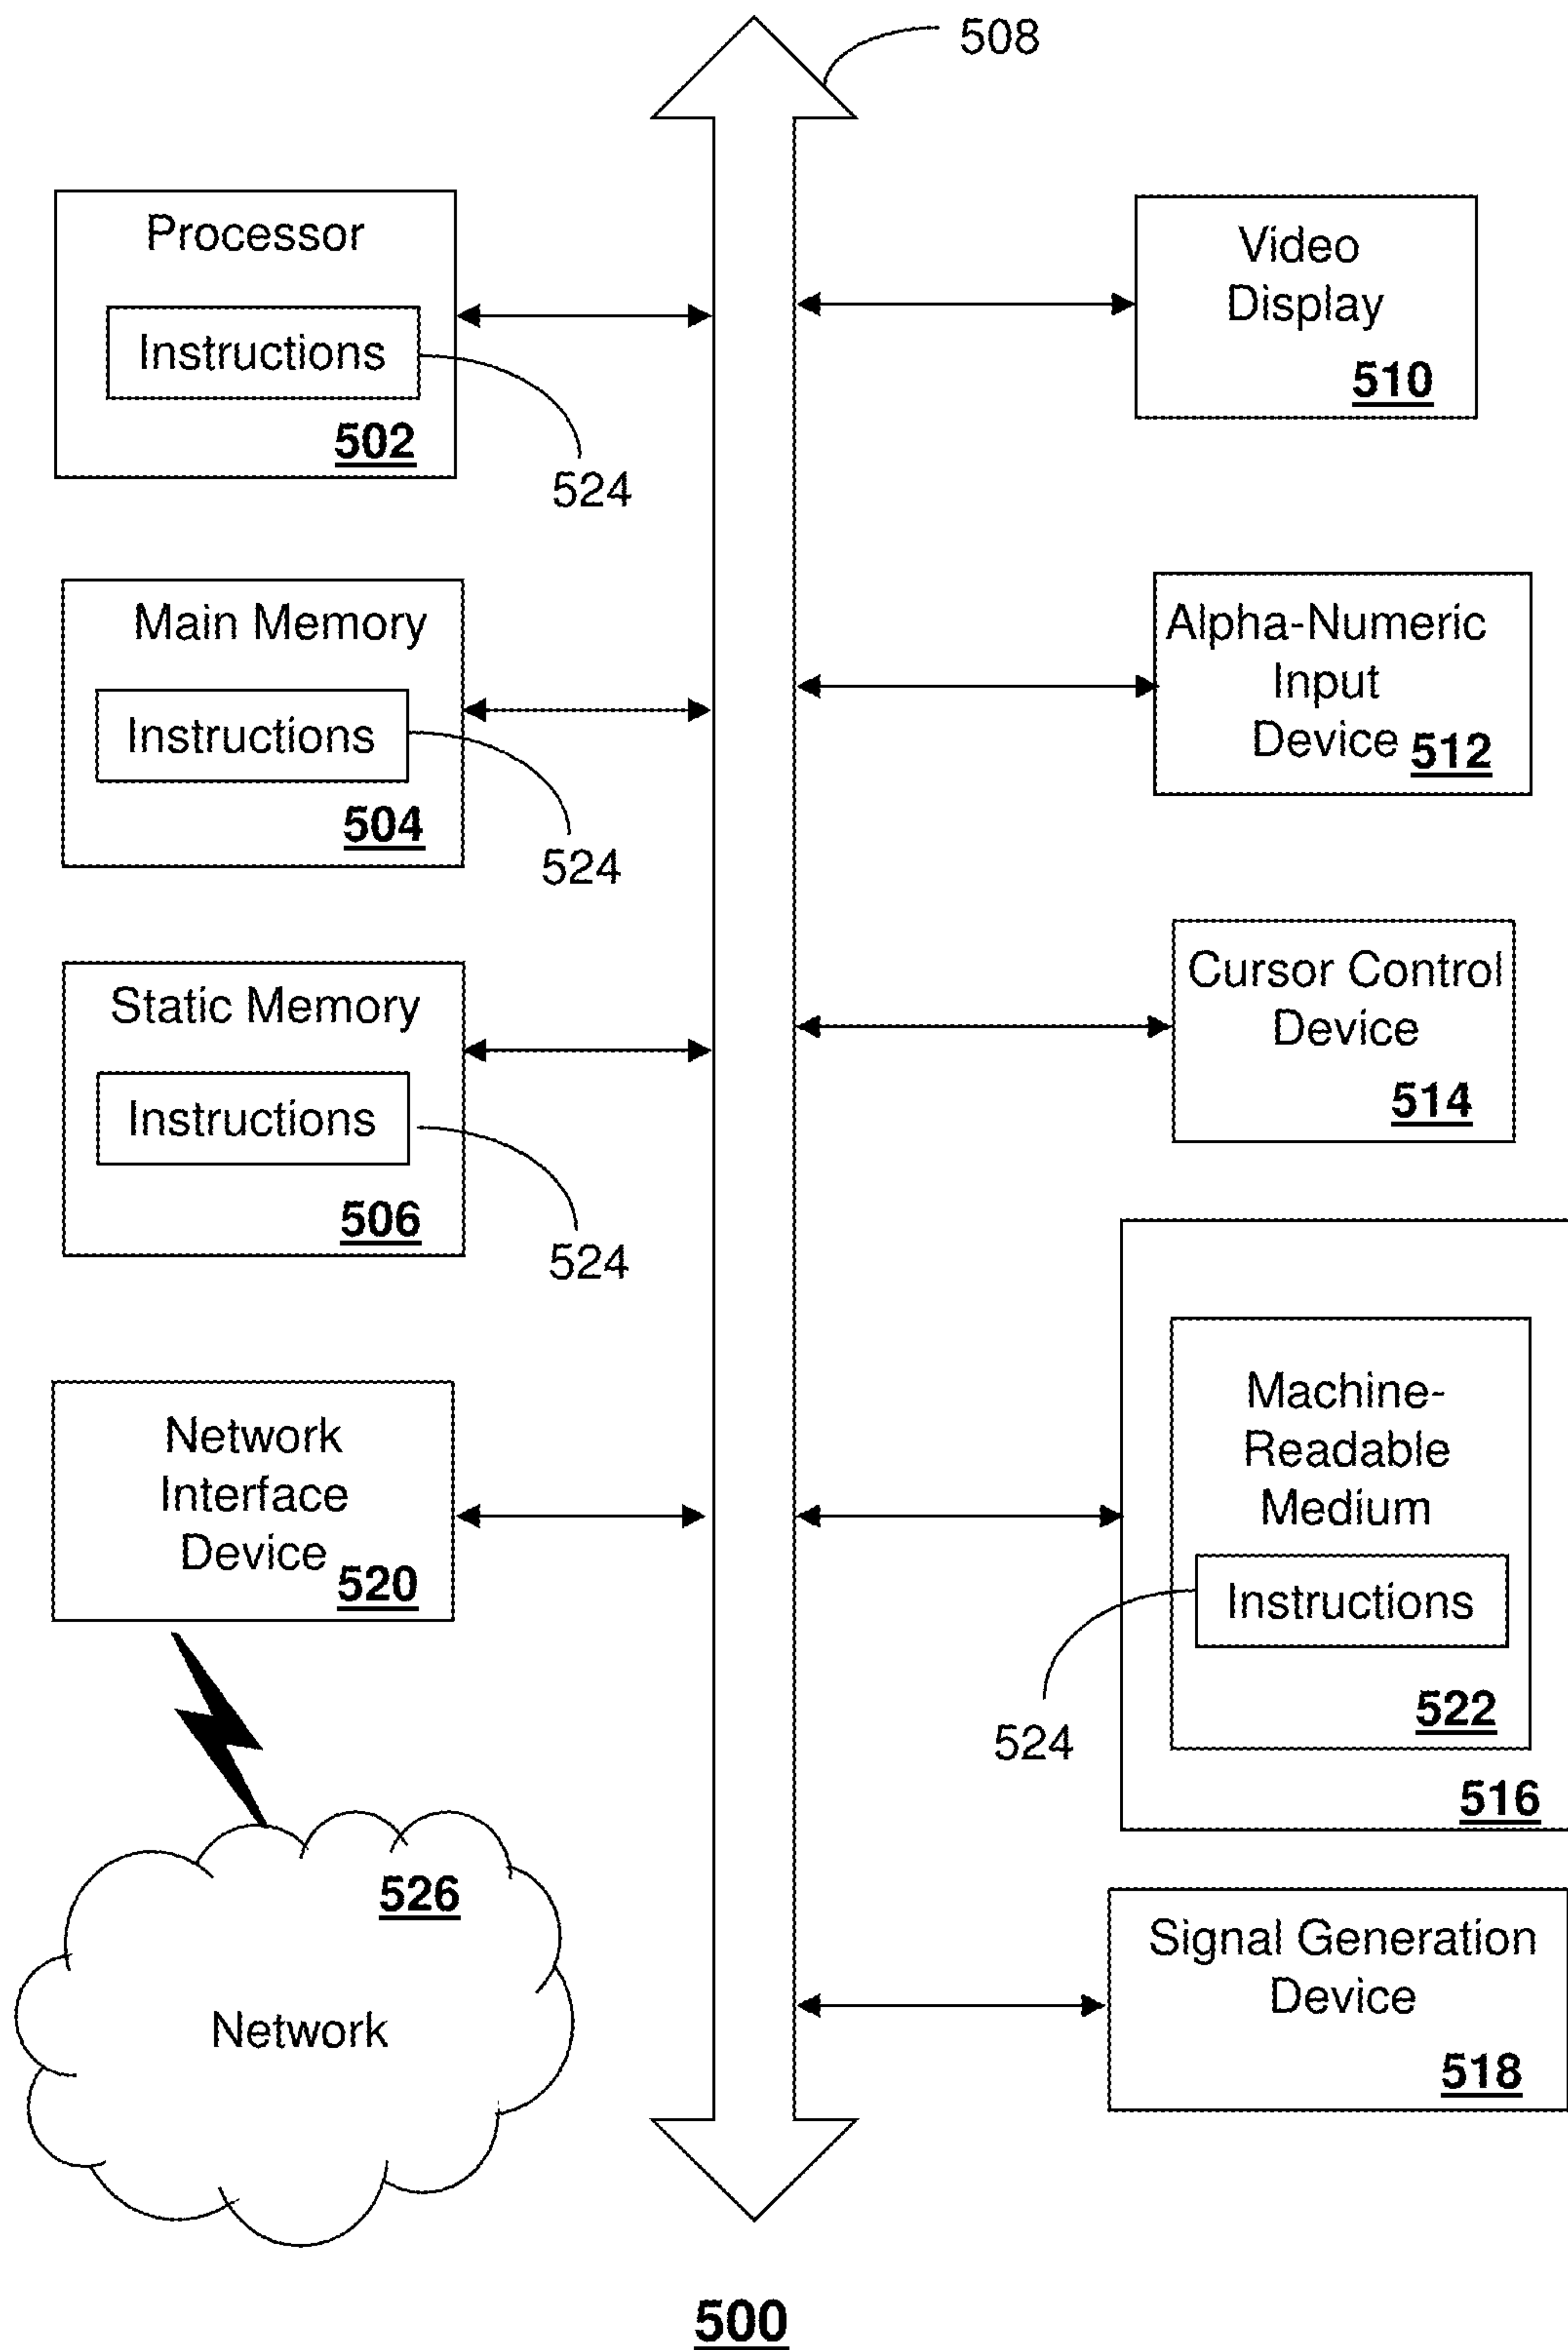 508
Processor
Instructions
502
524
Main Memory
Instructions
504
524
Static Memory
Instructions
506
524
Network
Interface
Device
520
526
Network
Video
Display
510
Alpha-Numeric
Input
Device 512
Cursor Control
Device
514
Machine-
Readable
Medium
Instructions
522
524
516
Signal Generation
Device
518
500